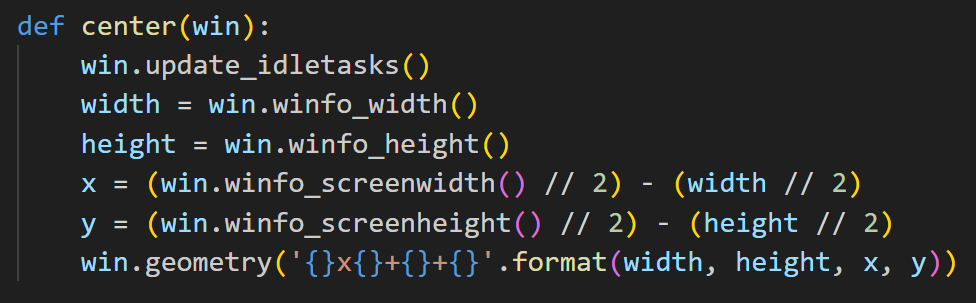 def center(win):
    win.update_idletasks()
    width = win.winfo_width()
    height = win.winfo_height()
    x = (win.winfo_screenwidth() // 2) - (width // 2)
    y = (win.winfo_screenheight() // 2) - (height // 2)
    win.geometry('{}x{}+{}+{}'.format(width, height, x, y))